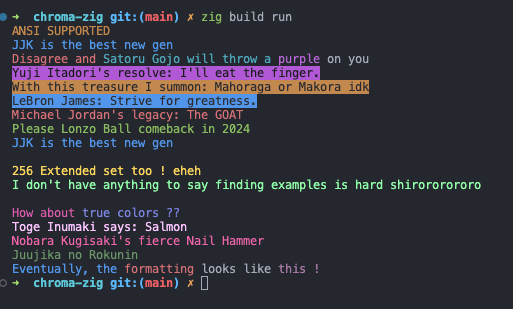 ➜ chroma-zig git:(main) ✗ zig build run
ANSI SUPPORTED
JJK is the best new gen
Disagree and Satoru Gojo will throw a purple on you
Yuji Itadori's resolve: I'll eat the finger.
With this treasure I summon: Mahoraga or Makora idk
LeBron James: Strive for greatness.
Michael Jordan's legacy: The GOAT
Please Lonzo Ball comeback in 2024
JJK is the best new gen
256 Extended set too ! eheh
I don't have anything to say finding examples is hard shirororororo
How about true colors ??
Toge Inumaki says: Salmon
Nobara Kugisaki's fierce Nail Hammer
Juujika no Rokunin
Eventually, the formatting looks like this !
➜ chroma-zig git:(main) ✗